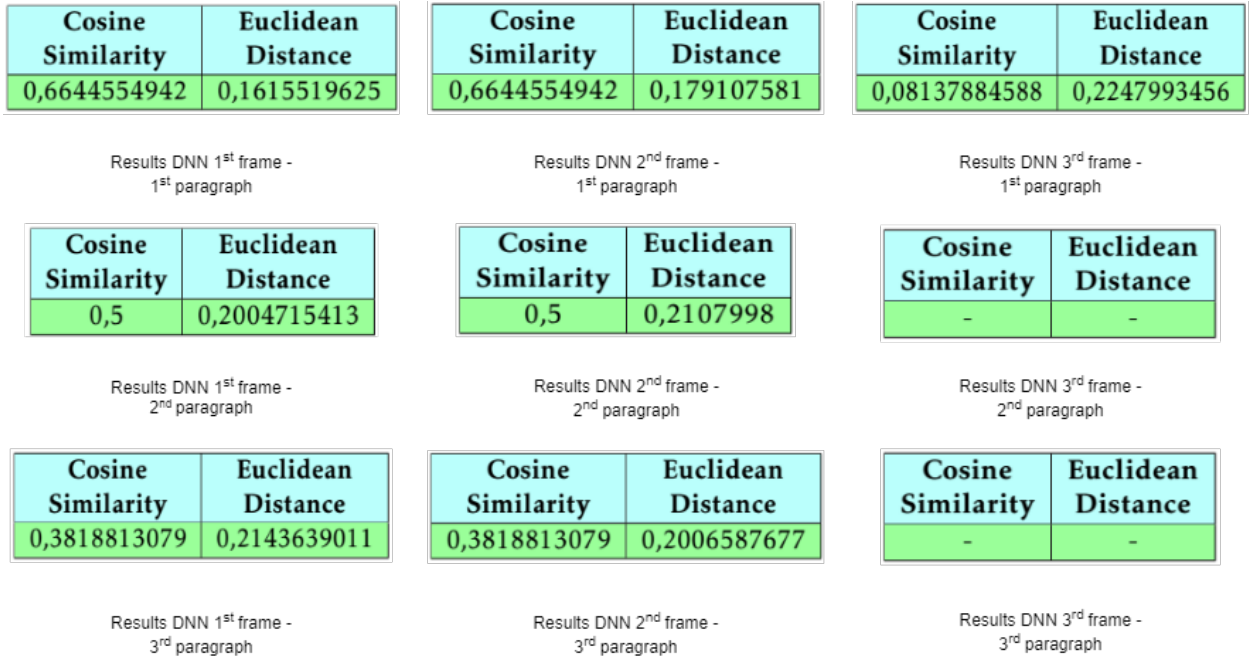 Cosine Similarity Euclidean Distance
0,6644554942 0,1615519625
Results DNN 1st frame -
1st paragraph
Cosine Similarity Euclidean Distance
0,6644554942 0,179107581
Results DNN 2nd frame -
1st paragraph
Cosine Similarity Euclidean Distance
0,08137884588 0,2247993456
Results DNN 3rd frame -
1st paragraph
Cosine Similarity Euclidean Distance
0,5 0,2004715413
Results DNN 1st frame -
2nd paragraph
Cosine Similarity Euclidean Distance
0,5 0,2107998
Results DNN 2nd frame -
2nd paragraph
Cosine Similarity Euclidean Distance
- -
Results DNN 3rd frame -
2nd paragraph
Cosine Similarity Euclidean Distance
0,3818813079 0,2143639011
Results DNN 1st frame -
3rd paragraph
Cosine Similarity Euclidean Distance
0,3818813079 0,2006587677
Results DNN 2nd frame -
3rd paragraph
Cosine Similarity Euclidean Distance
- -
Results DNN 3rd frame -
3rd paragraph